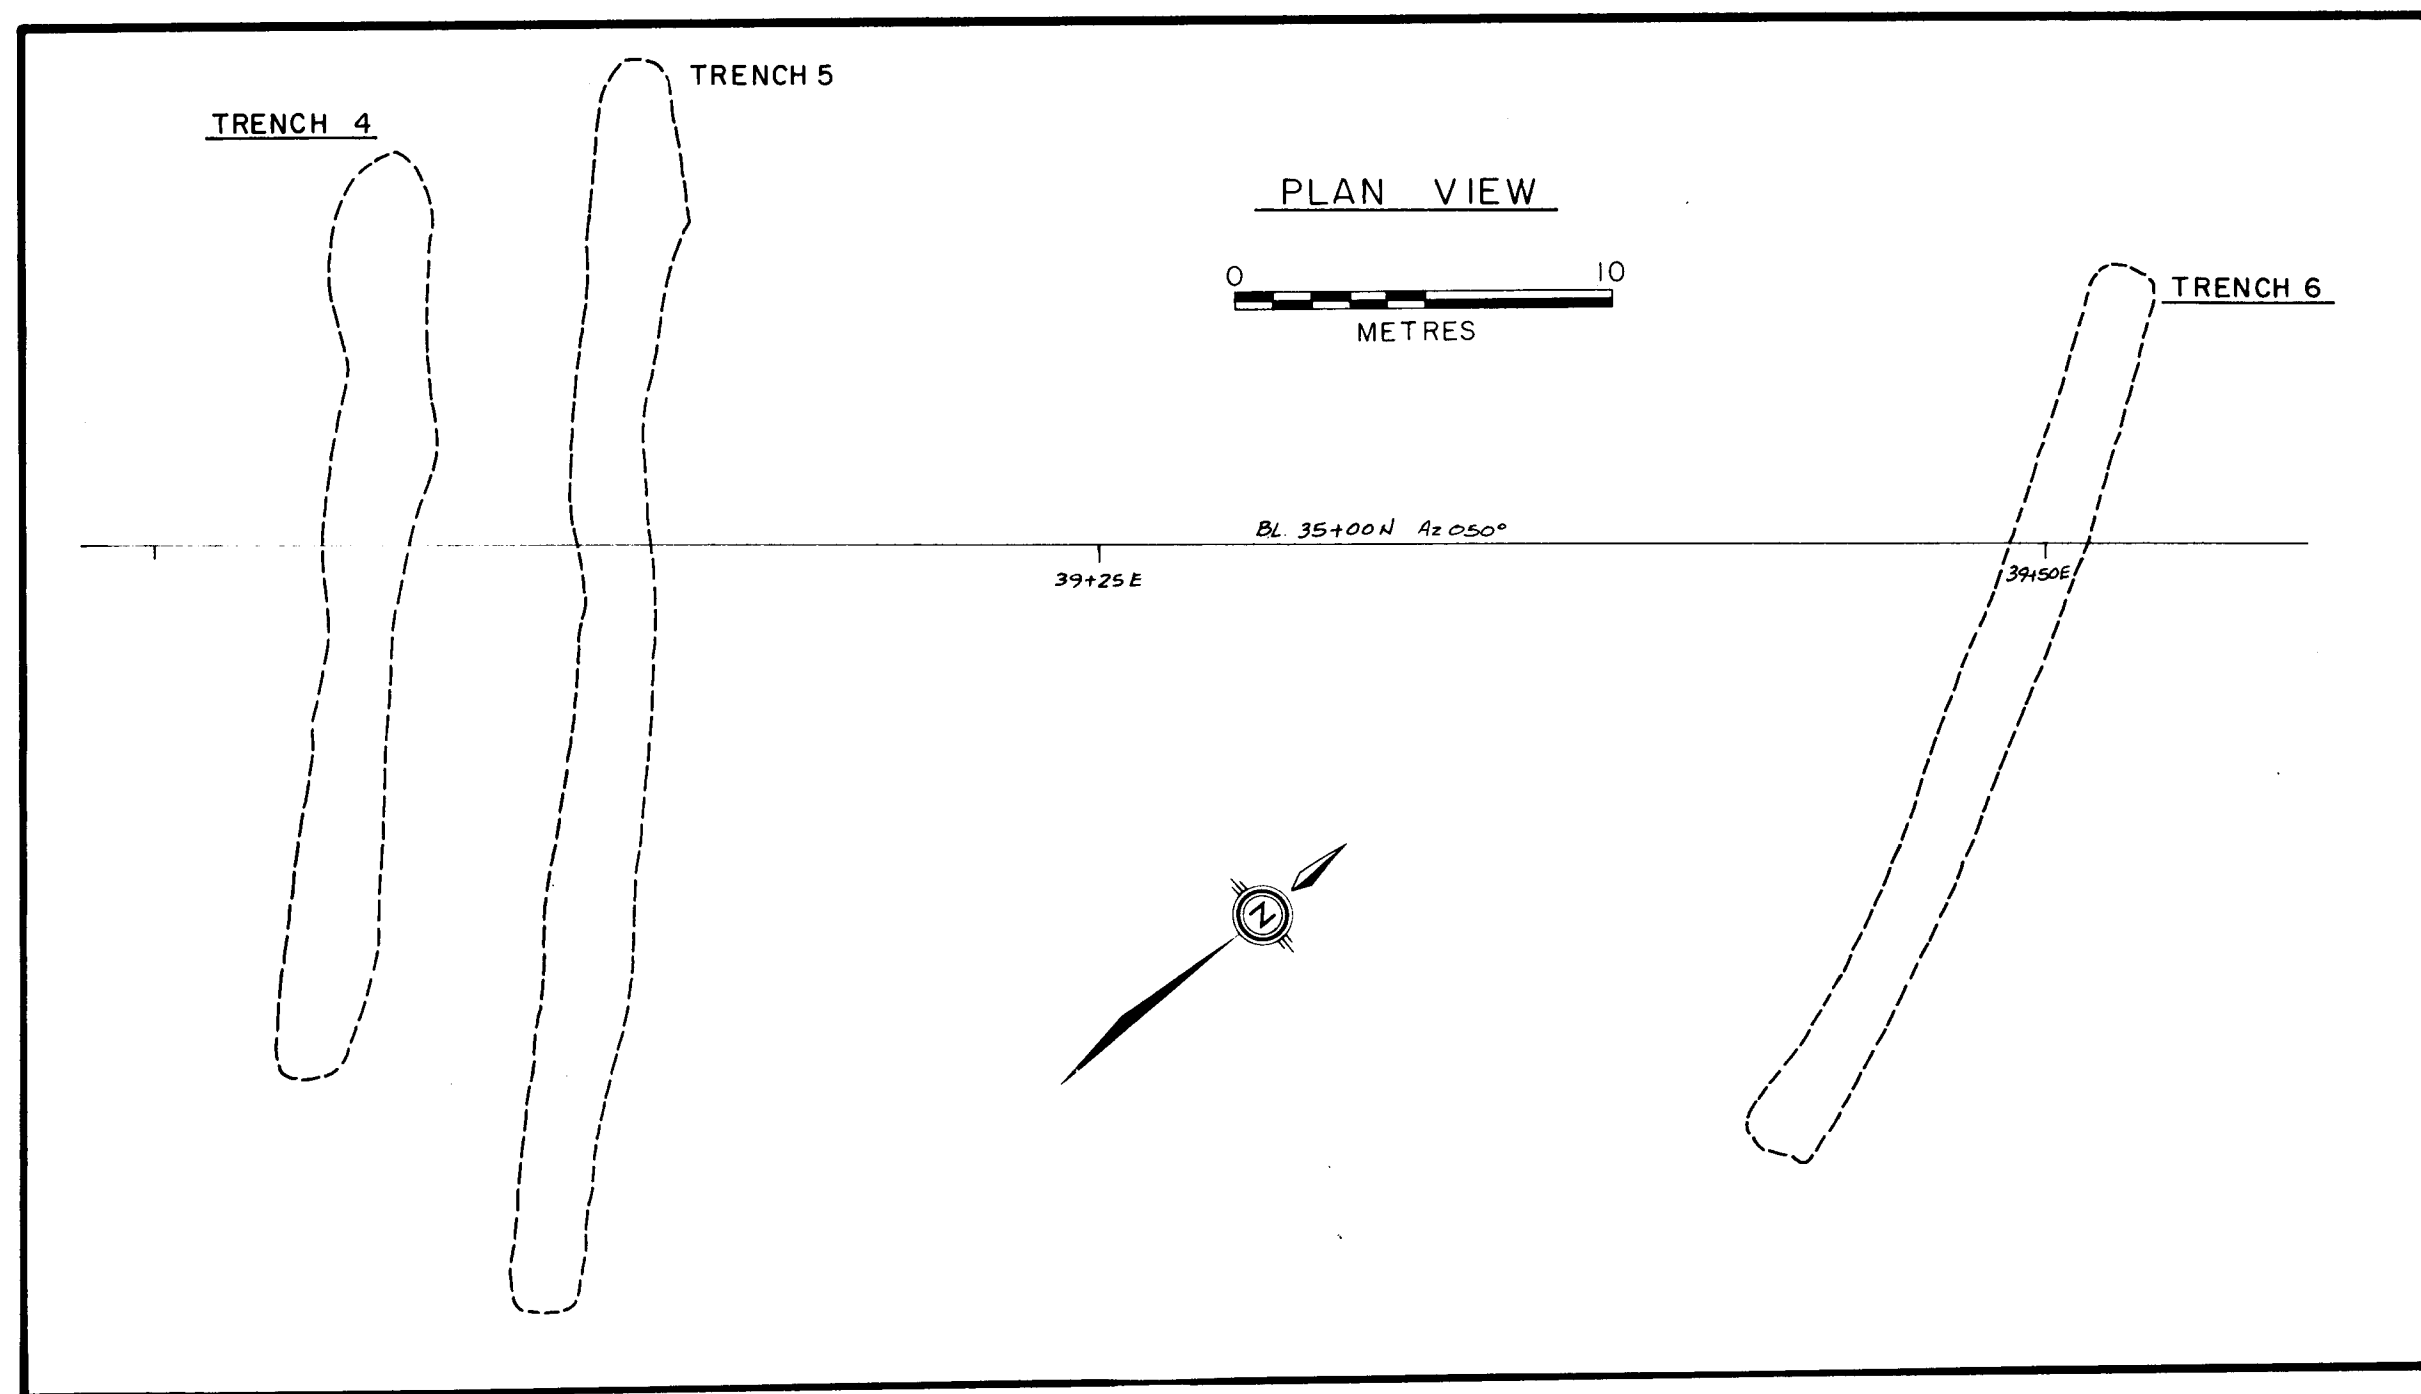 TRENCH 5
TRENCH 4
PLAN VIEW
0 10
METRES
TRENCH 6
BL. 35+00N Az 050°
39+25E
39+50E
N